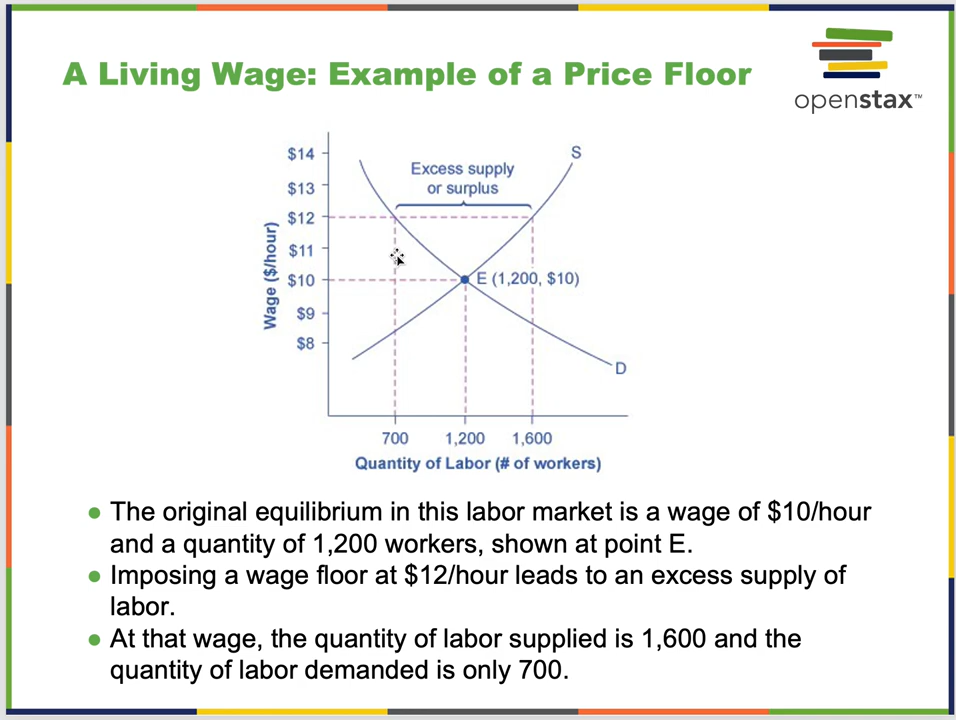 A Living Wage: Example of a Price Floor
openstax™
$14
$13
$12
$11
$10
$9
$8
Wage ($/hour)
Excess supply
or surplus
S
E (1,200, $10)
D
700 1,200 1,600
Quantity of Labor (# of workers)
● The original equilibrium in this labor market is a wage of $10/hour
and a quantity of 1,200 workers, shown at point E.
● Imposing a wage floor at $12/hour leads to an excess supply of
labor.
● At that wage, the quantity of labor supplied is 1,600 and the
quantity of labor demanded is only 700.